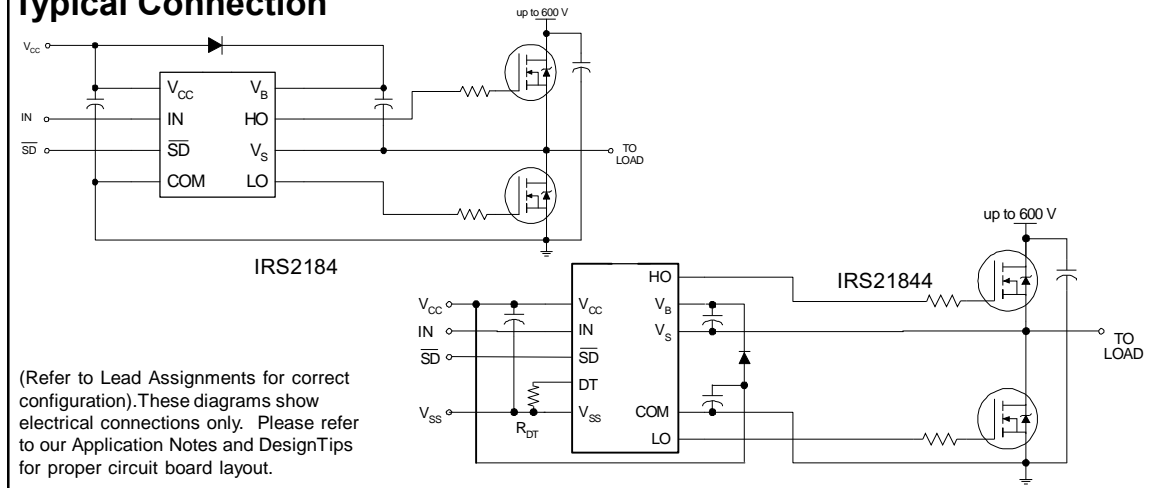 Typical Connection
up to 600 V
VCC
VCC
VB
IN
IN
HO
SD
SD
VS
TO
LOAD
COM
LO
IRS2184
up to 600 V
HO
IRS21844
VCC
VCC
VB
IN
IN
VS
SD
SD
TO
LOAD
DT
VSS
VSS
COM
RDT
LO
(Refer to Lead Assignments for correct
configuration).These diagrams show
electrical connections only. Please refer
to our Application Notes and DesignTips
for proper circuit board layout.